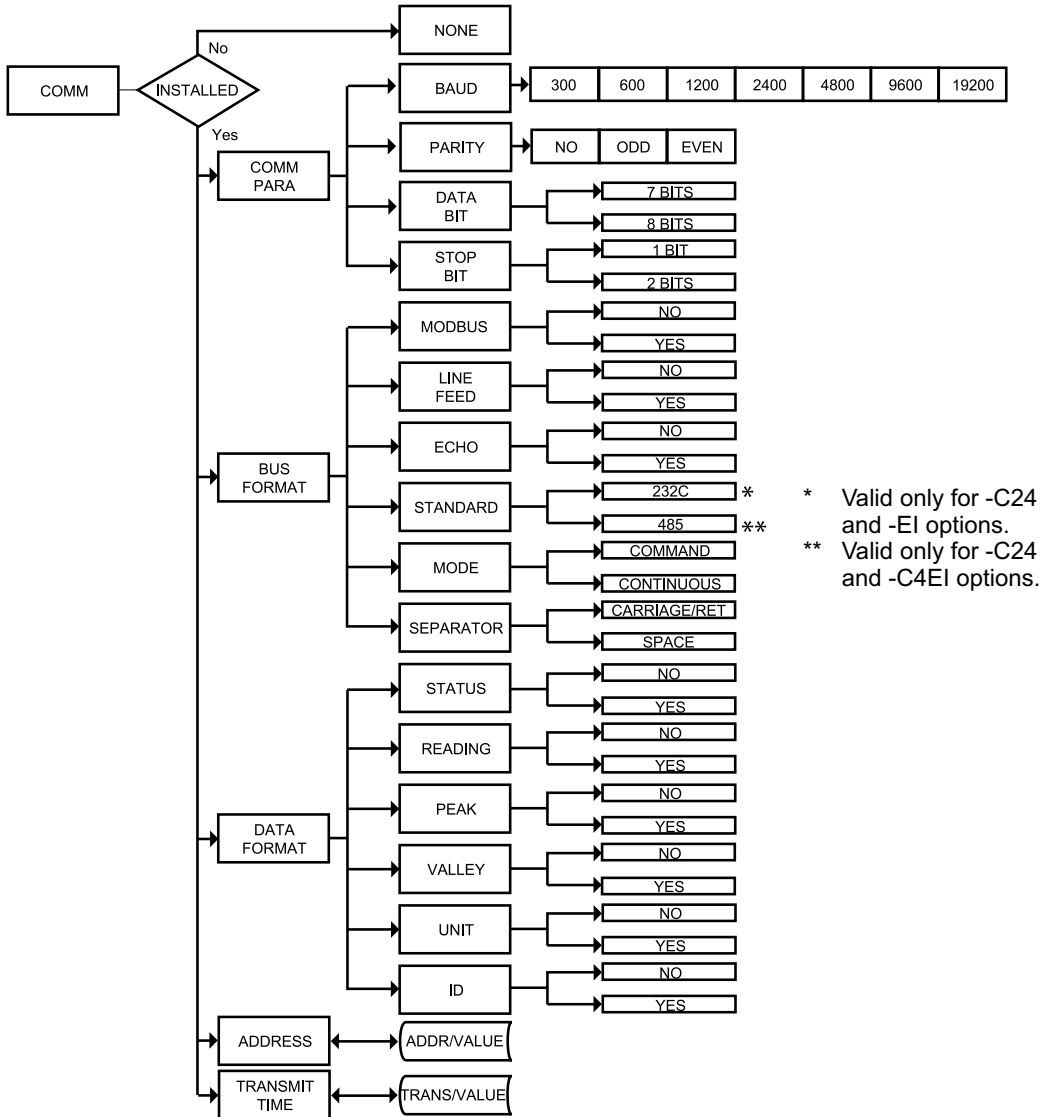 NONE
No
COMM
INSTALLED
BAUD
300 600 1200 2400 4800 9600 19200
Yes
COMM
PARA
PARITY
NO ODD EVEN
DATA
BIT
7 BITS
8 BITS
STOP
BIT
1 BIT
2 BITS
BUS
FORMAT
MODBUS
NO
YES
LINE
FEED
NO
YES
ECHO
NO
YES
STANDARD
232C *
485 **
* Valid only for -C24
and -EI options.
** Valid only for -C24
and -C4EI options.
MODE
COMMAND
CONTINUOUS
SEPARATOR
CARRIAGE/RET
SPACE
DATA
FORMAT
STATUS
NO
YES
READING
NO
YES
PEAK
NO
YES
VALLEY
NO
YES
UNIT
NO
YES
ID
NO
YES
ADDRESS
ADDR/VALUE
TRANSMIT
TIME
TRANS/VALUE